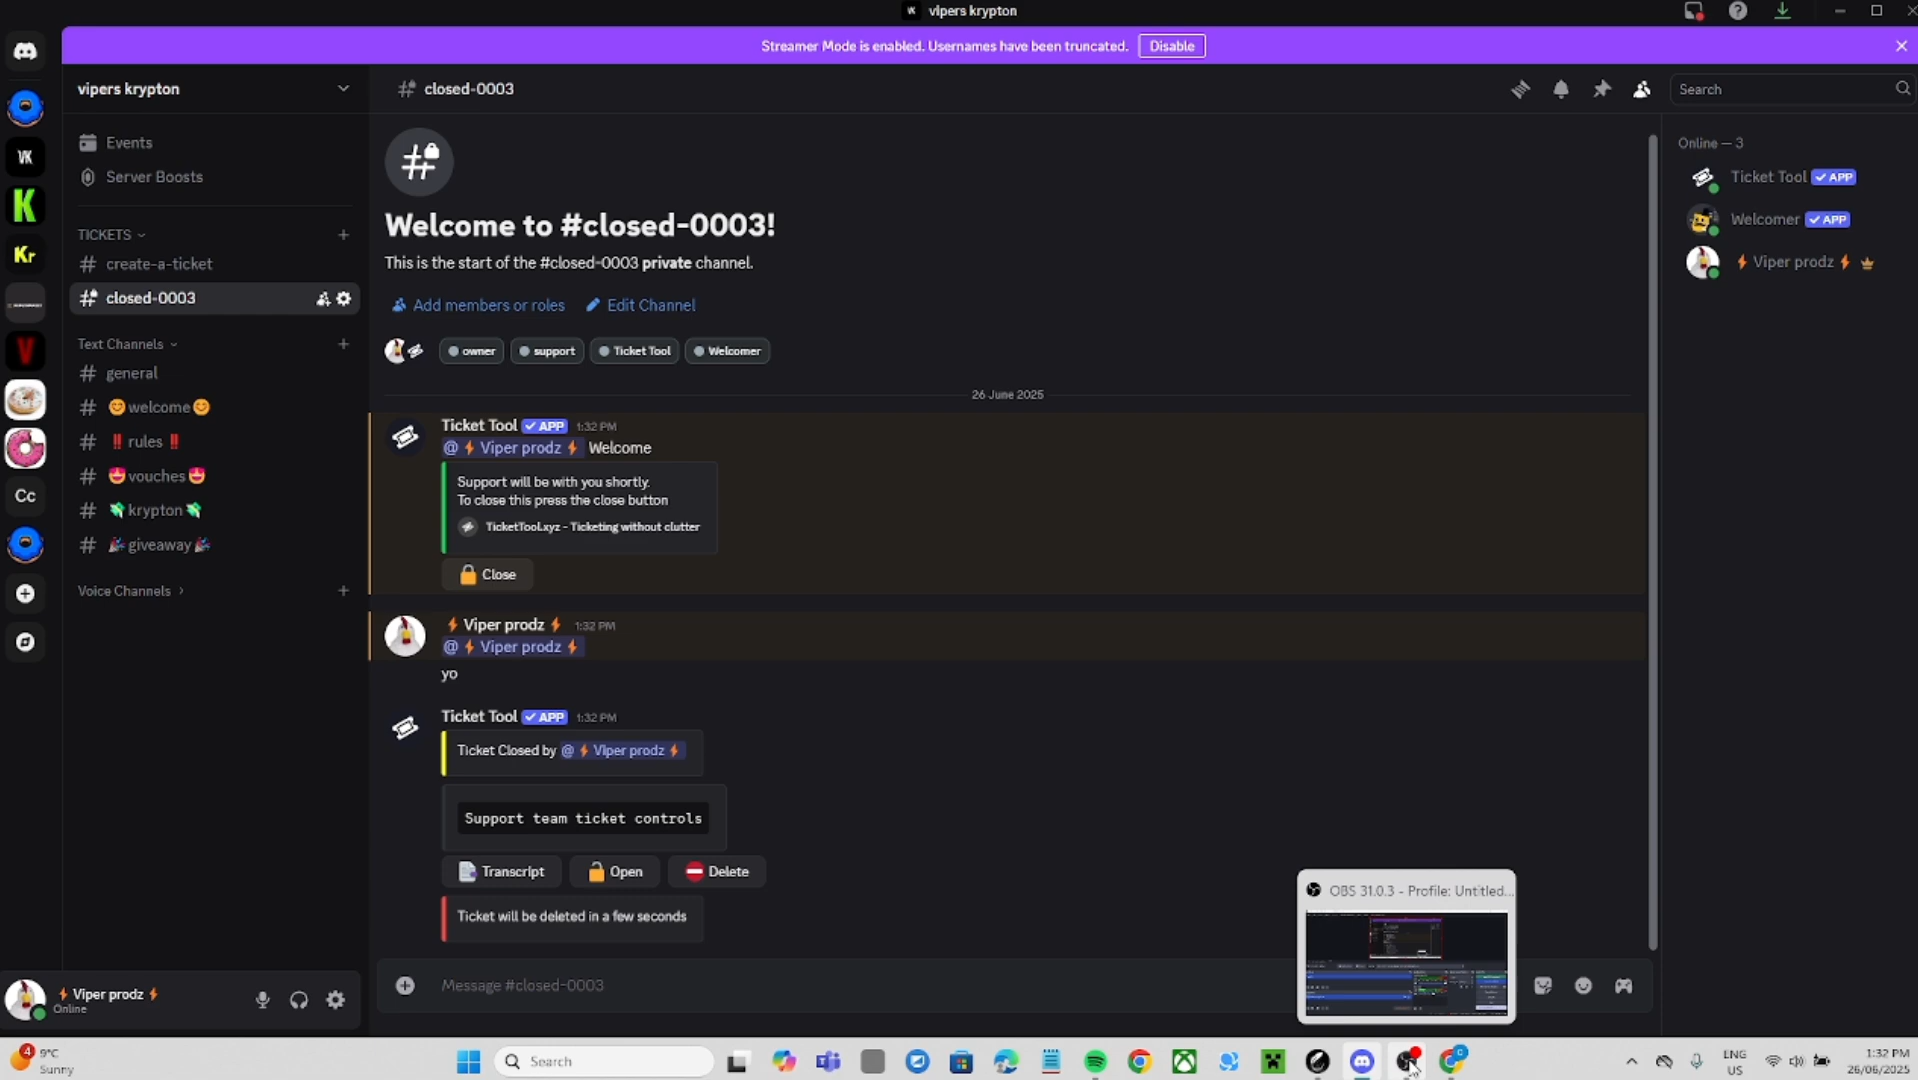 vipers krypton
Streamer Mode is enabled. Usernames have been truncated. Disable
VK
K
Kr
V
Cc
vipers krypton
Events
Server Boosts
TICKETS
create-a-ticket
closed-0003
Text Channels
general
😊welcome😊
‼️ rules ‼️
🤩vouches🤩
💸krypton💸
🎉giveaway🎉
Voice Channels
⚡ Viper prodz ⚡
Online
closed-0003
Search
Welcome to #closed-0003!
This is the start of the #closed-0003 private channel.
Add members or roles Edit Channel
owner support Ticket Tool Welcomer
26 June 2025
Ticket Tool ✓ APP 1:32 PM
@⚡ Viper prodz ⚡ Welcome
Support will be with you shortly.
To close this press the close button
TicketTool.xyz - Ticketing without clutter
🔒 Close
⚡ Viper prodz ⚡ 1:32 PM
@⚡ Viper prodz ⚡
yo
Ticket Tool ✓ APP 1:32 PM
Ticket Closed by @⚡ Viper prodz ⚡
Support team ticket controls
Transcript 🔓 Open ⛔ Delete
Ticket will be deleted in a few seconds
Message #closed-0003
Online — 3
Ticket Tool ✓ APP
Welcomer ✓ APP
⚡ Viper prodz ⚡
OBS 31.0.3 - Profile: Untitled...
4
9°C
Sunny
Search
C
ENG
US
1:32 PM
26/06/2025